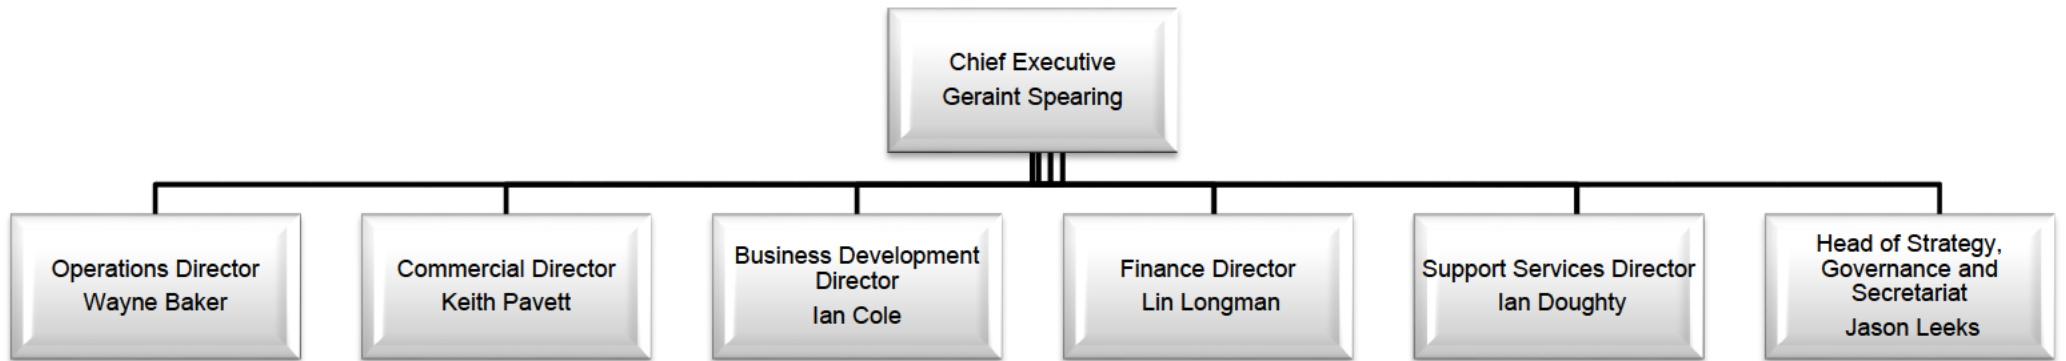 Chief Executive
Geraint Spearing
Operations Director
Wayne Baker
Commercial Director
Keith Pavett
Business Development
Director
Ian Cole
Finance Director
Lin Longman
Support Services Director
Ian Doughty
Head of Strategy,
Governance and
Secretariat
Jason Leeks